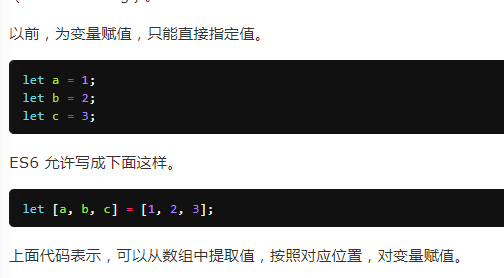 以前，为变量赋值，只能直接指定值。
let a = 1;
let b = 2;
let c = 3;
ES6 允许写成下面这样。
let [a, b, c] = [1, 2, 3];
上面代码表示，可以从数组中提取值，按照对应位置，对变量赋值。